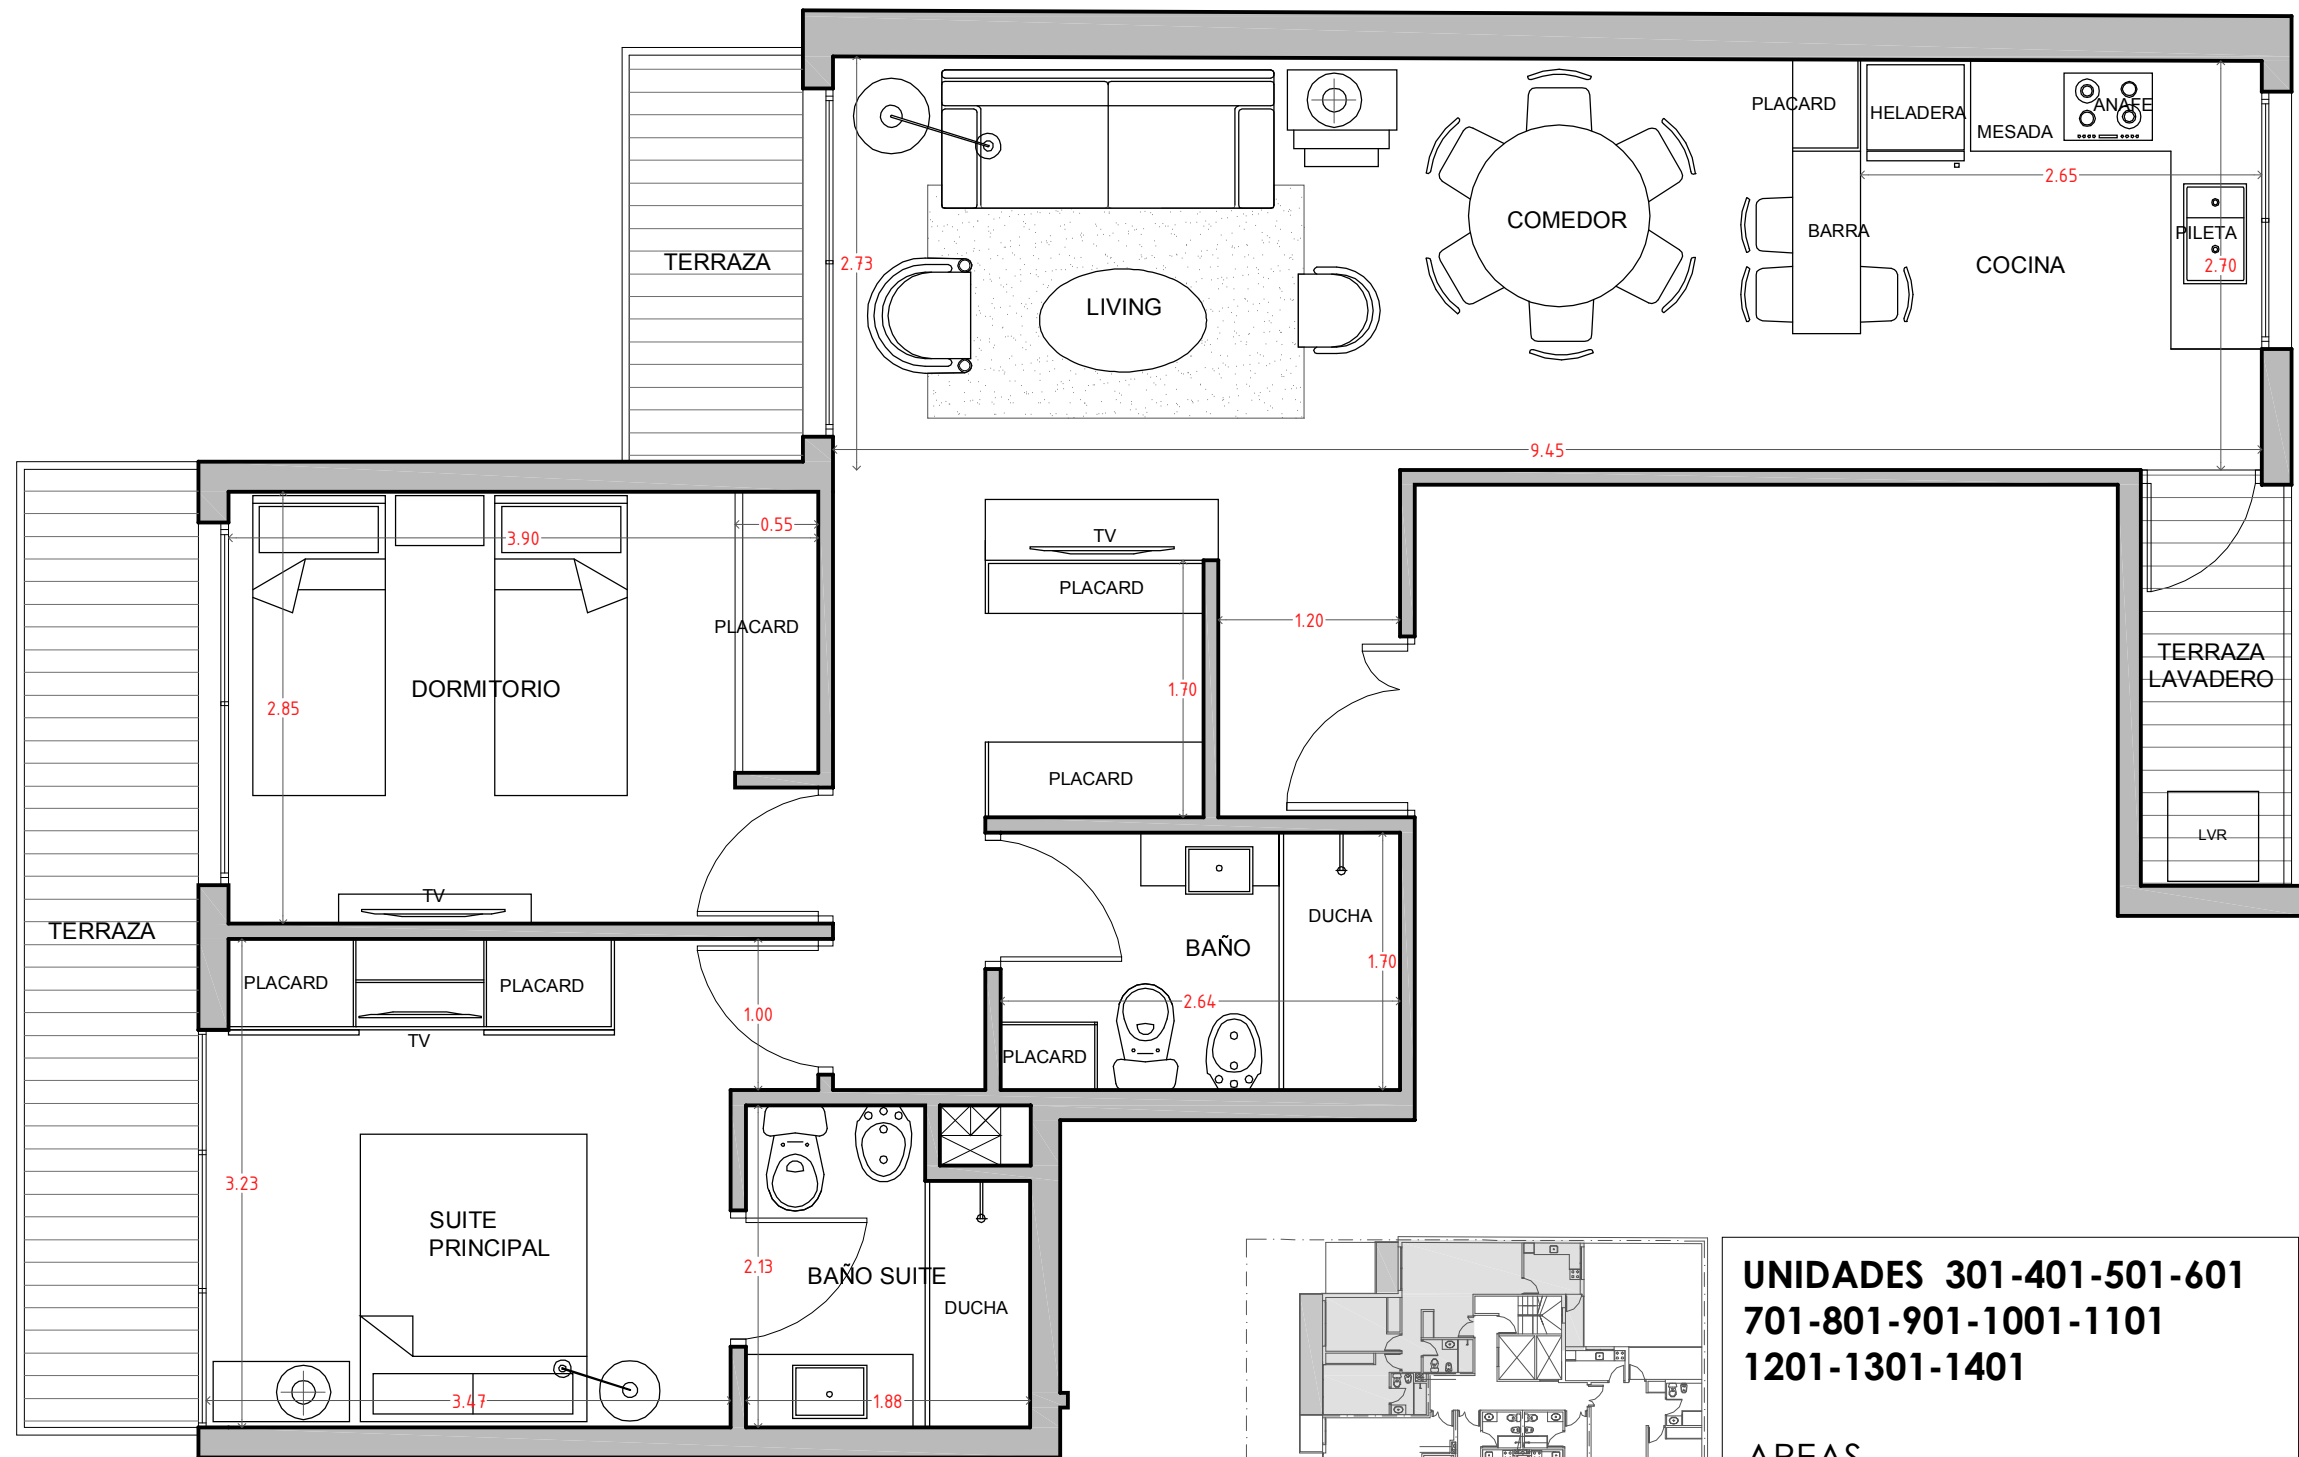 PLACARD
HELADERA
ANAFE
MESADA
2.65
TERRAZA
2.73
COMEDOR
BARRA
PILETA
COCINA
2.70
LIVING
9.45
3.90
0.55
TV
PLACARD
PLACARD
1.20
DORMITORIO
2.85
1.70
TERRAZA
LAVADERO
PLACARD
LVR
TV
TERRAZA
DUCHA
BAÑO
1.70
PLACARD
PLACARD
TV
1.00
2.64
PLACARD
3.23
SUITE
PRINCIPAL
2.13
BAÑO SUITE
DUCHA
3.47
1.88
UNIDADES 301-401-501-601
701-801-901-1001-1101
1201-1301-1401
AREAS